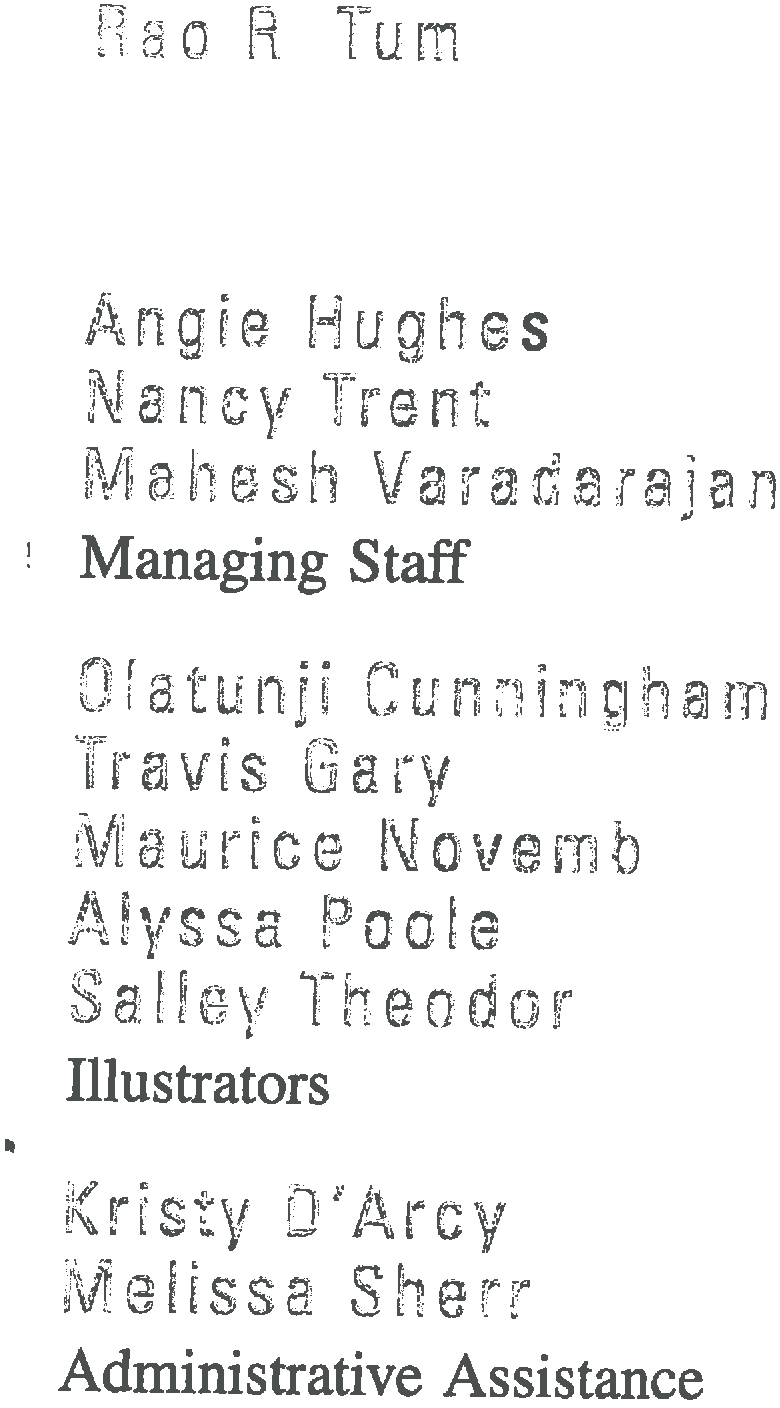 Rao R Tum
Angie Hughes
Nancy Trent
Mahesh Varadarajan
Managing Staff
Olatunji Cunningham
Travis Gary
Maurice Novemb
Alyssa Poole
Salley Theodor
Illustrators
Kristy D'Arcy
Melissa Sherr
Administrative Assistance